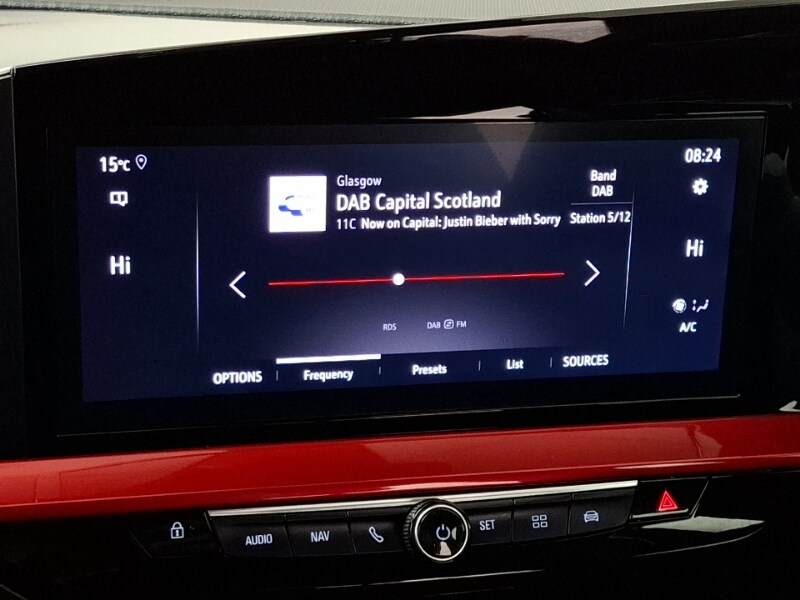 15°C
08:24
Glasgow
DAB Capital Scotland
11C Now on Capital: Justin Bieber with Sorry
Band
DAB
Station 5/12
Hi
Hi
A/C
RDS
DAB FM
OPTIONS Frequency Presets List SOURCES
AUDIO NAV SET